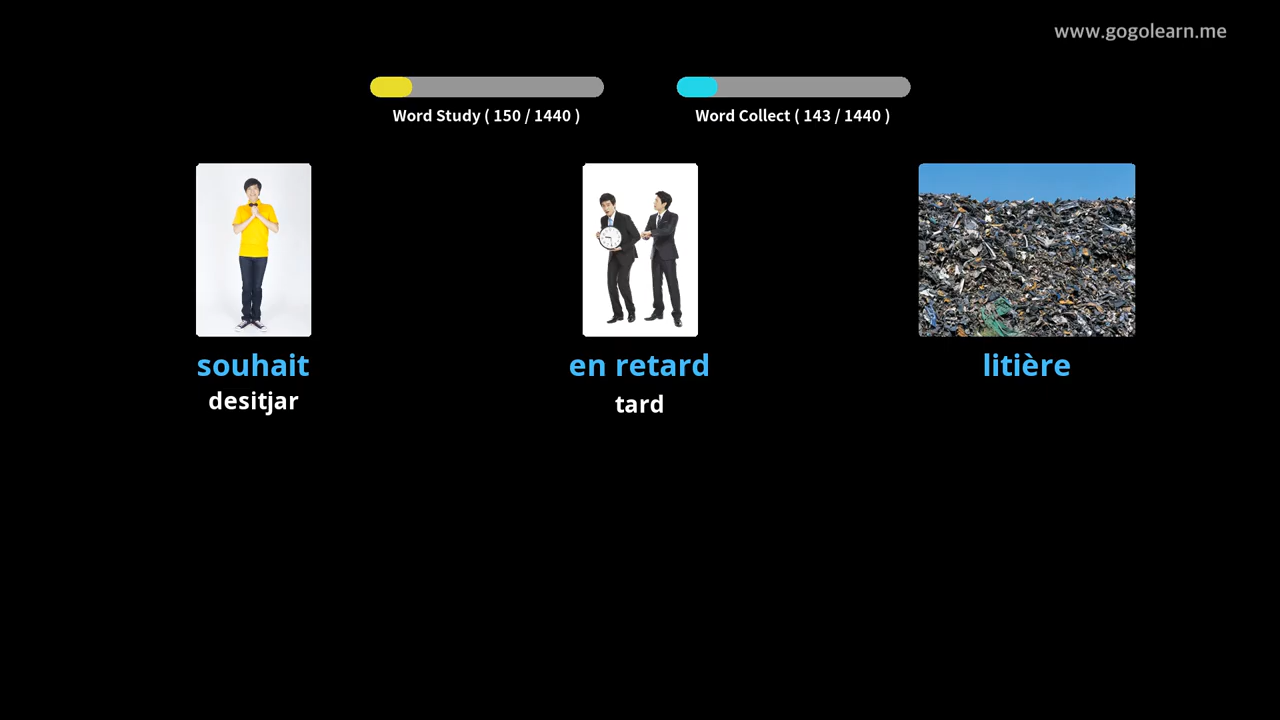 www.gogolearn.me
Word Study ( 150 / 1440 )
Word Collect ( 143 / 1440 )
souhait
en retard
litière
desitjar
tard